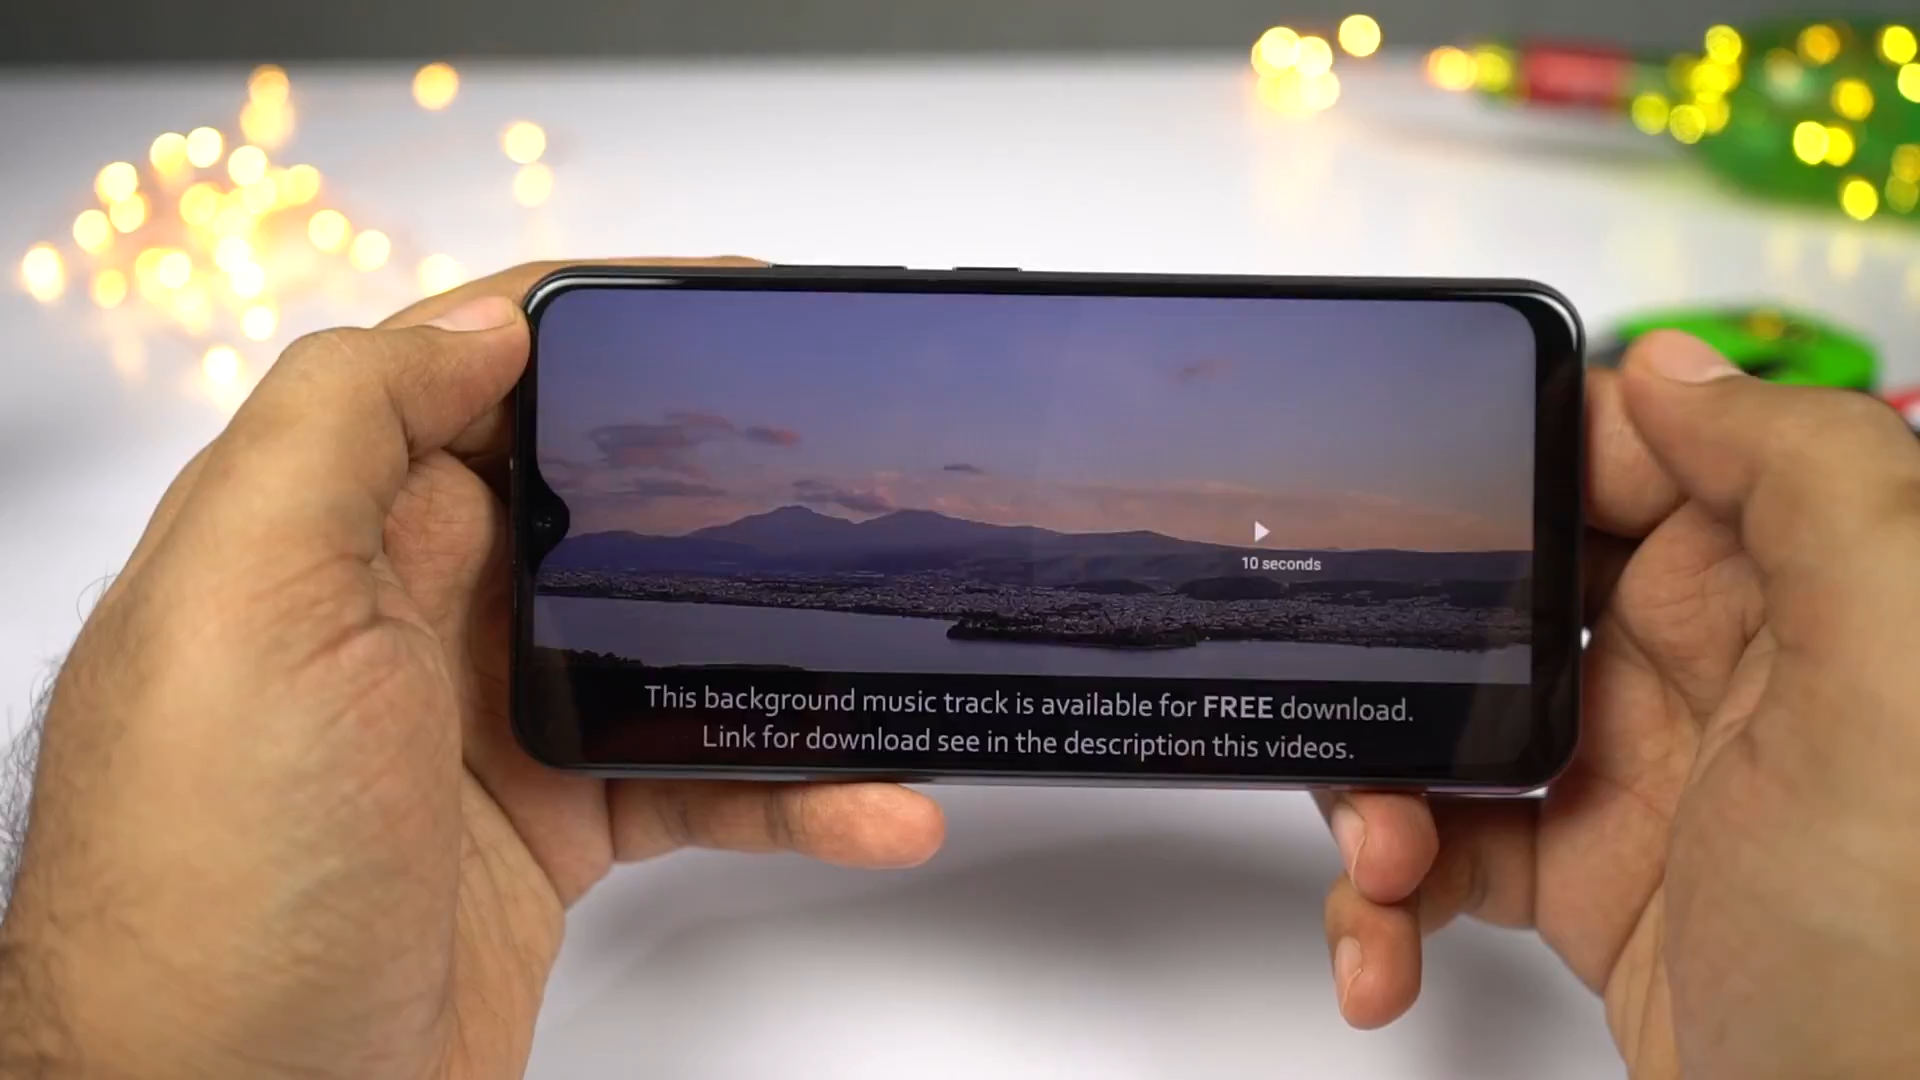 10 seconds
This background music track is available for FREE download.
Link for download see in the description this videos.